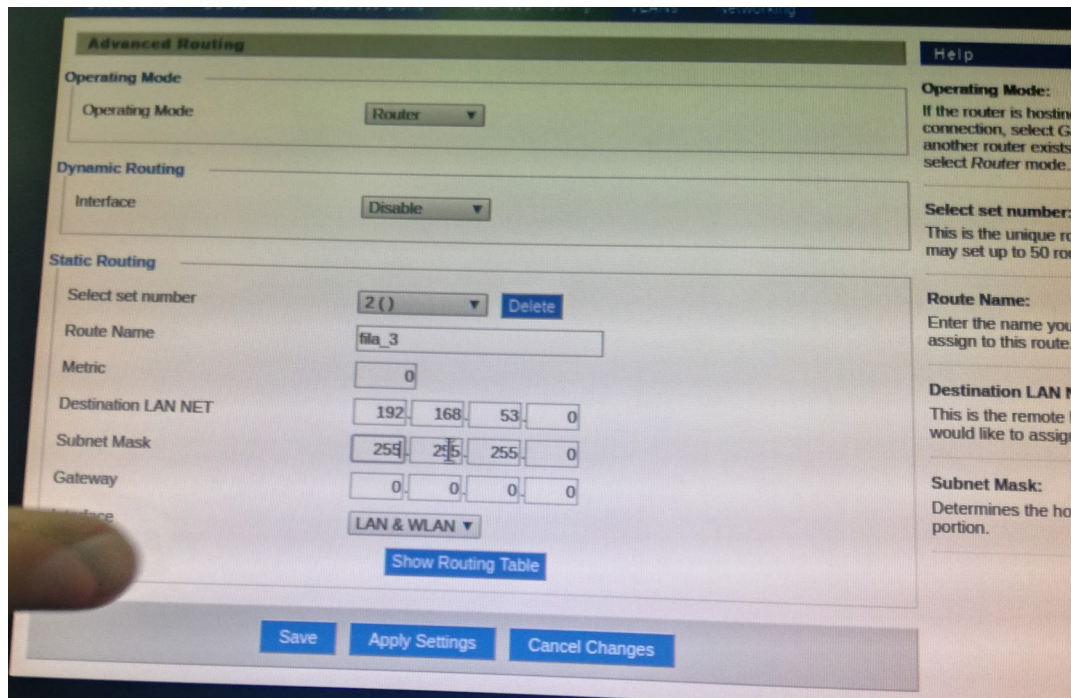 VLANs Networking
Advanced Routing
Operating Mode
Operating Mode Router
Dynamic Routing
Interface Disable
Static Routing
Select set number 2 () Delete
Route Name fila_3
Metric 0
Destination LAN NET 192. 168. 53. 0
Subnet Mask 255. 255. 255. 0
Gateway 0. 0. 0. 0
LAN & WLAN
Show Routing Table
Save Apply Settings Cancel Changes
Help
Operating Mode:
If the router is hosting
connection, select G
another router exists
select Router mode.
Select set number:
This is the unique ro
may set up to 50 rou
Route Name:
Enter the name you
assign to this route.
Destination LAN N
This is the remote
would like to assign
Subnet Mask:
Determines the ho
portion.